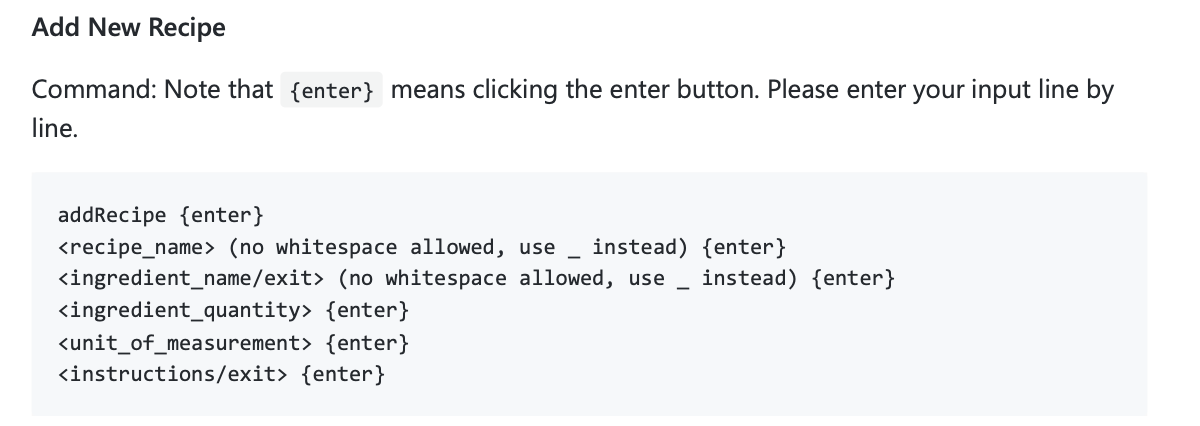 Add New Recipe
Command: Note that {enter} means clicking the enter button. Please enter your input line by
line.
addRecipe {enter}
<recipe_name> (no whitespace allowed, use _ instead) {enter}
<ingredient_name/exit> (no whitespace allowed, use _ instead) {enter}
<ingredient_quantity> {enter}
<unit_of_measurement> {enter}
<instructions/exit> {enter}